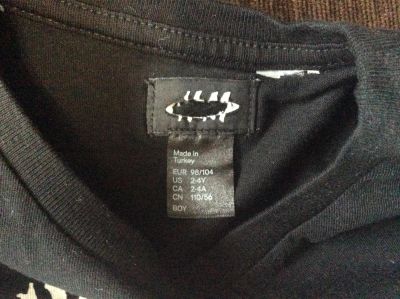 Made in
Turkey
EUR 98/104
US 2-4Y
CA 2-4A
CN 110/56
BOY